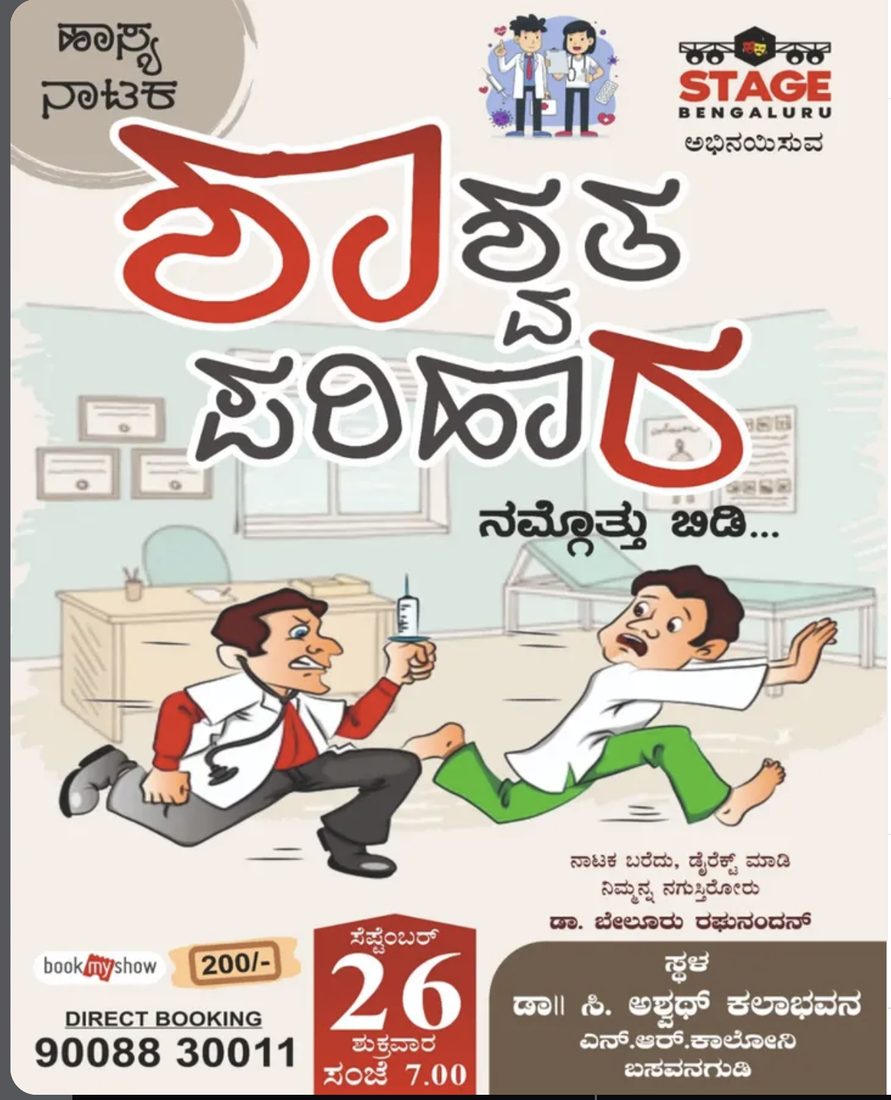 ಹಾಸ್ಯ
ನಾಟಕ
STAGE
BENGALURU
ಅಭಿನಯಿಸುವ
ಶಾಶ್ವತ
ಪರಿಹಾರ
ನಮ್ಗೊತ್ತು ಬಿಡಿ...
ನಾಟಕ ಬರೆದು, ಡೈರೆಕ್ಟ್ ಮಾಡಿ
ನಿಮ್ಮನ್ನ ನಗುಸ್ತಿರೋರು
ಡಾ. ಬೇಲೂರು ರಘುನಂದನ್
bookmyshow
200/-
DIRECT BOOKING
90088 30011
ಸೆಪ್ಟೆಂಬರ್
26
ಶುಕ್ರವಾರ
ಸಂಜೆ 7.00
ಸ್ಥಳ
ಡಾ|| ಸಿ. ಅಶ್ವಥ್ ಕಲಾಭವನ
ಎನ್.ಆರ್.ಕಾಲೋನಿ
ಬಸವನಗುಡಿ